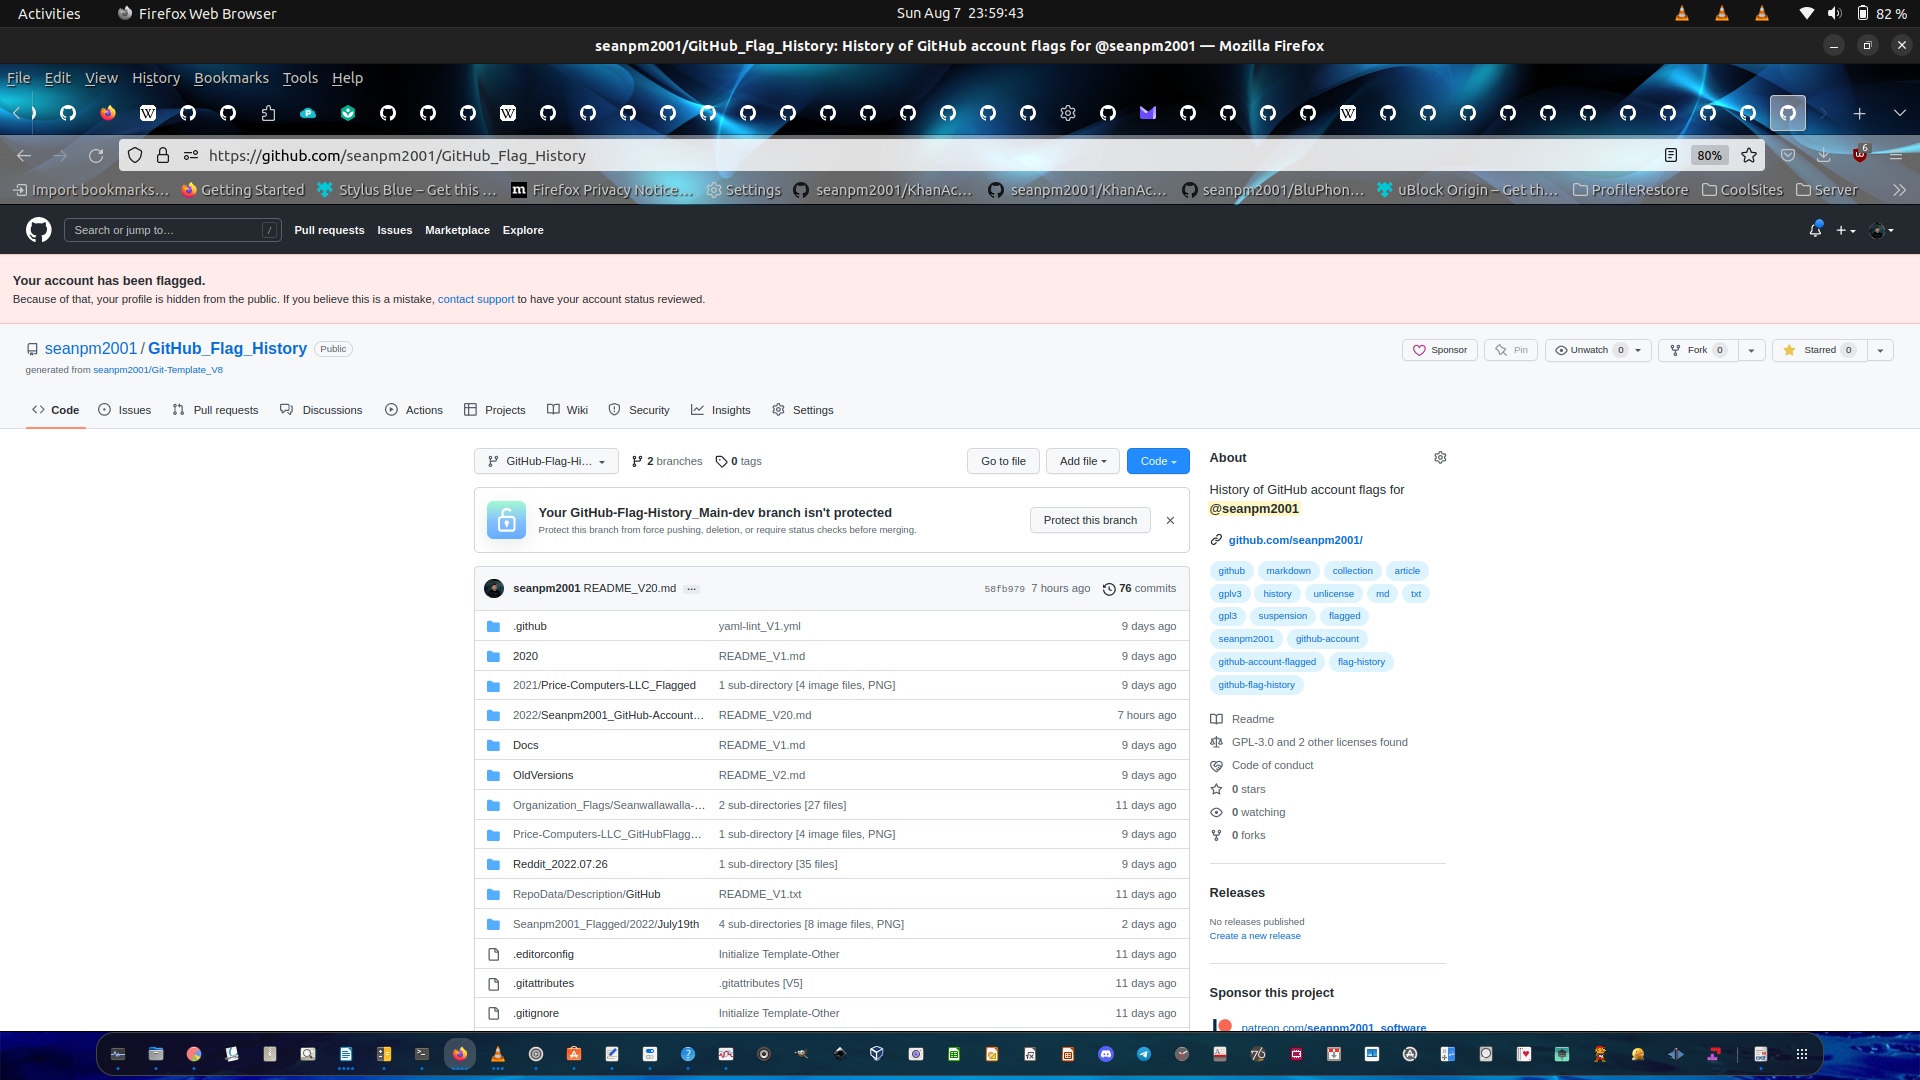 Activities
Firefox Web Browser
Sun Aug 7 23:59:43
82 %
seanpm2001/GitHub_Flag_History: History of GitHub account flags for @seanpm2001 — Mozilla Firefox
File Edit View History Bookmarks Tools Help
https://github.com/seanpm2001/GitHub_Flag_History
80%
6
Import bookmarks… Getting Started Stylus Blue – Get this … Firefox Privacy Notice… Settings seanpm2001/KhanAc… seanpm2001/KhanAc… seanpm2001/BluPhon… uBlock Origin – Get th… ProfileRestore CoolSites Server
Search or jump to… /
Pull requests Issues Marketplace Explore
Your account has been flagged.
Because of that, your profile is hidden from the public. If you believe this is a mistake, contact support to have your account status reviewed.
seanpm2001 / GitHub_Flag_History Public
generated from seanpm2001/Git-Template_V8
Sponsor Pin Unwatch 0 Fork 0 Starred 0
Code Issues Pull requests Discussions Actions Projects Wiki Security Insights Settings
GitHub-Flag-Hi… 2 branches 0 tags
Go to file Add file Code
Your GitHub-Flag-History_Main-dev branch isn't protected
Protect this branch from force pushing, deletion, or require status checks before merging.
Protect this branch
seanpm2001 README_V20.md … 58fb979 7 hours ago 76 commits
.github yaml-lint_V1.yml 9 days ago
2020 README_V1.md 9 days ago
2021/Price-Computers-LLC_Flagged 1 sub-directory [4 image files, PNG] 9 days ago
2022/Seanpm2001_GitHub-Account… README_V20.md 7 hours ago
Docs README_V1.md 9 days ago
OldVersions README_V2.md 9 days ago
Organization_Flags/Seanwallawalla-… 2 sub-directories [27 files] 11 days ago
Price-Computers-LLC_GitHubFlagg… 1 sub-directory [4 image files, PNG] 9 days ago
Reddit_2022.07.26 1 sub-directory [35 files] 9 days ago
RepoData/Description/GitHub README_V1.txt 11 days ago
Seanpm2001_Flagged/2022/July19th 4 sub-directories [8 image files, PNG] 2 days ago
.editorconfig Initialize Template-Other 11 days ago
.gitattributes .gitattributes [V5] 11 days ago
.gitignore Initialize Template-Other 11 days ago
About
History of GitHub account flags for
@seanpm2001
github.com/seanpm2001/
github markdown collection article
gplv3 history unlicense md txt
gpl3 suspension flagged
seanpm2001 github-account
github-account-flagged flag-history
github-flag-history
Readme
GPL-3.0 and 2 other licenses found
Code of conduct
0 stars
0 watching
0 forks
Releases
No releases published
Create a new release
Sponsor this project
patreon.com/seanpm2001_software